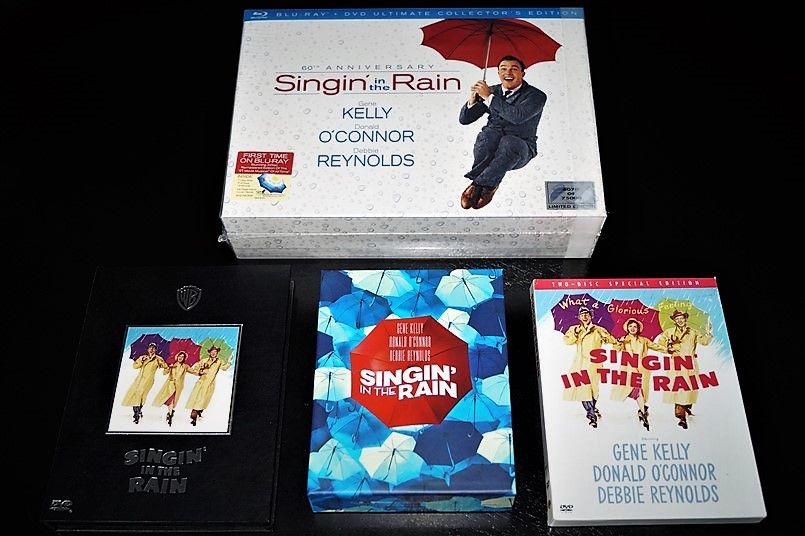 BLU-RAY + DVD ULTIMATE COLLECTOR'S EDITION
60TH ANNIVERSARY
Singin' in the Rain
Gene
KELLY
Donald
O'CONNOR
Debbie
REYNOLDS
FIRST TIME
ON BLU-RAY
OF
LIMITED
WB
SINGIN'
IN THE
RAIN
GENE KELLY
DONALD O'CONNOR
DEBBIE REYNOLDS
SINGIN'
IN THE RAIN
TWO-DISC SPECIAL EDITION
What a Glorious Feeling
SINGIN'
IN THE RAIN
Starring
GENE KELLY
DONALD O'CONNOR
DEBBIE REYNOLDS
DVD